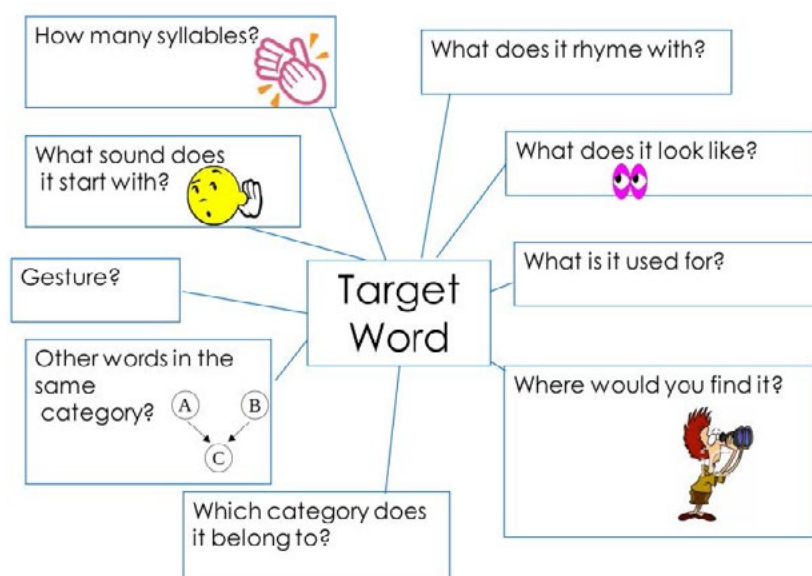 How many syllables?
What does it rhyme with?
What sound does
it start with?
What does it look like?
Gesture?
Target
Word
What is it used for?
Other words in the
same
category?
A
B
C
Where would you find it?
Which category does
it belong to?